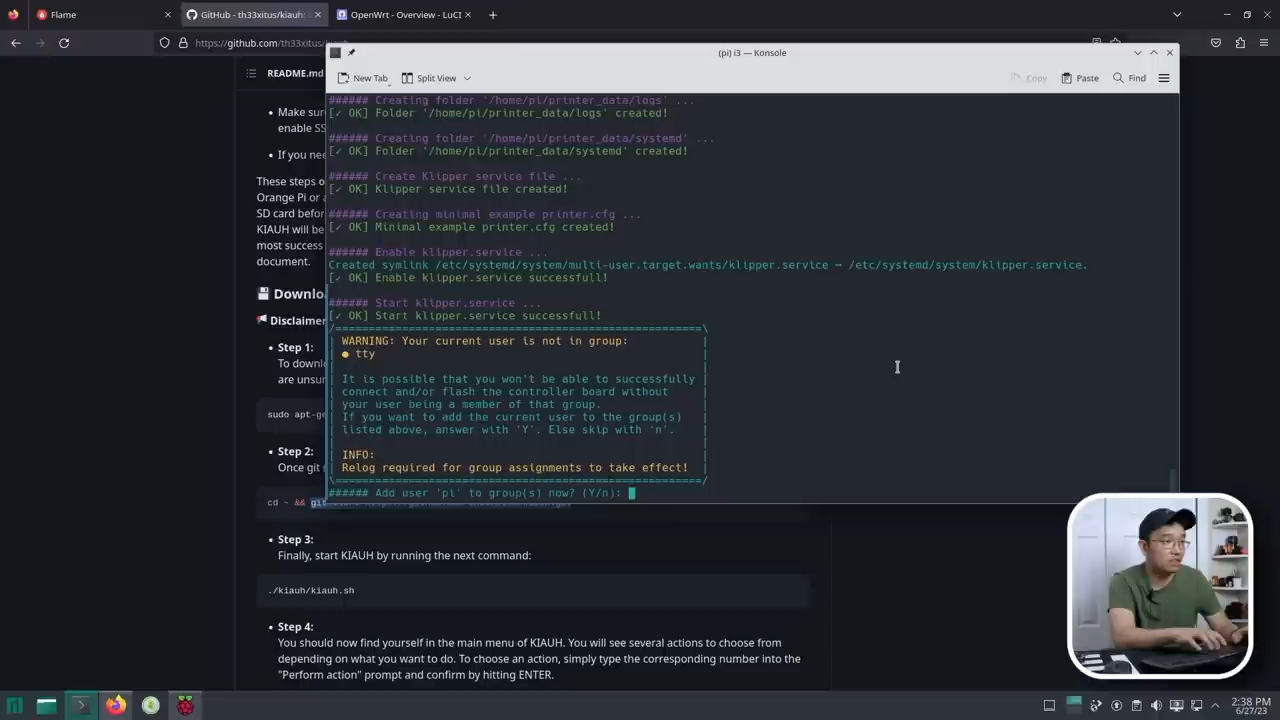 Flame
GitHub - th33xitus/kiauh:
OpenWrt - Overview - LuCI
https://github.com/th33xitus/kiauh
(pi) i3 — Konsole
README.md
New Tab
Split View
Copy
Paste
Find
• Make sure
enable SS
• If you nee
These steps o
Orange Pi or a
SD card befor
KIAUH will be
most success
document.
Downlo
Disclaimer
• Step 1:
To downlo
are unsur
sudo apt-ge
• Step 2:
Once git
cd ~ && git
• Step 3:
Finally, start KIAUH by running the next command:
./kiauh/kiauh.sh
• Step 4:
You should now find yourself in the main menu of KIAUH. You will see several actions to choose from
depending on what you want to do. To choose an action, simply type the corresponding number into the
"Perform action" prompt and confirm by hitting ENTER.
###### Creating folder '/home/pi/printer_data/logs' ...
[✓ OK] Folder '/home/pi/printer_data/logs' created!
###### Creating folder '/home/pi/printer_data/systemd' ...
[✓ OK] Folder '/home/pi/printer_data/systemd' created!
###### Create Klipper service file ...
[✓ OK] Klipper service file created!
###### Creating minimal example printer.cfg ...
[✓ OK] Minimal example printer.cfg created!
###### Enable klipper.service ...
Created symlink /etc/systemd/system/multi-user.target.wants/klipper.service → /etc/systemd/system/klipper.service.
[✓ OK] Enable klipper.service successfull!
###### Start klipper.service ...
[✓ OK] Start klipper.service successfull!
/=======================================================\
| WARNING: Your current user is not in group: |
| ● tty |
| |
| It is possible that you won't be able to successfully |
| connect and/or flash the controller board without |
| your user being a member of that group. |
| If you want to add the current user to the group(s) |
| listed above, answer with 'Y'. Else skip with 'n'. |
| |
| INFO: |
| Relog required for group assignments to take effect! |
\=======================================================/
###### Add user 'pi' to group(s) now? (Y/n):
2:38 PM
6/27/23